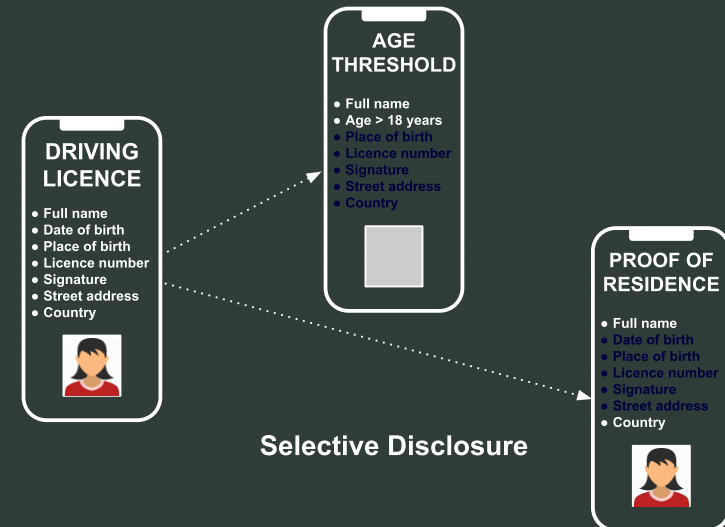 DRIVING
LICENCE
● Full name
● Date of birth
● Place of birth
● Licence number
● Signature
● Street address
● Country
AGE
THRESHOLD
● Full name
● Age > 18 years
● Place of birth
● Licence number
● Signature
● Street address
● Country
PROOF OF
RESIDENCE
● Full name
● Date of birth
● Place of birth
● Licence number
● Signature
● Street address
● Country
Selective Disclosure